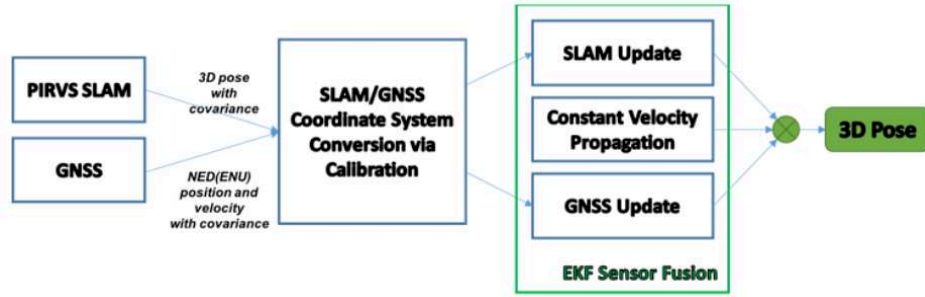 PIRVS SLAM
GNSS
3D pose
with
covariance
NED(ENU)
position and
velocity
with covariance
SLAM/GNSS
Coordinate System
Conversion via
Calibration
SLAM Update
Constant Velocity
Propagation
GNSS Update
EKF Sensor Fusion
3D Pose